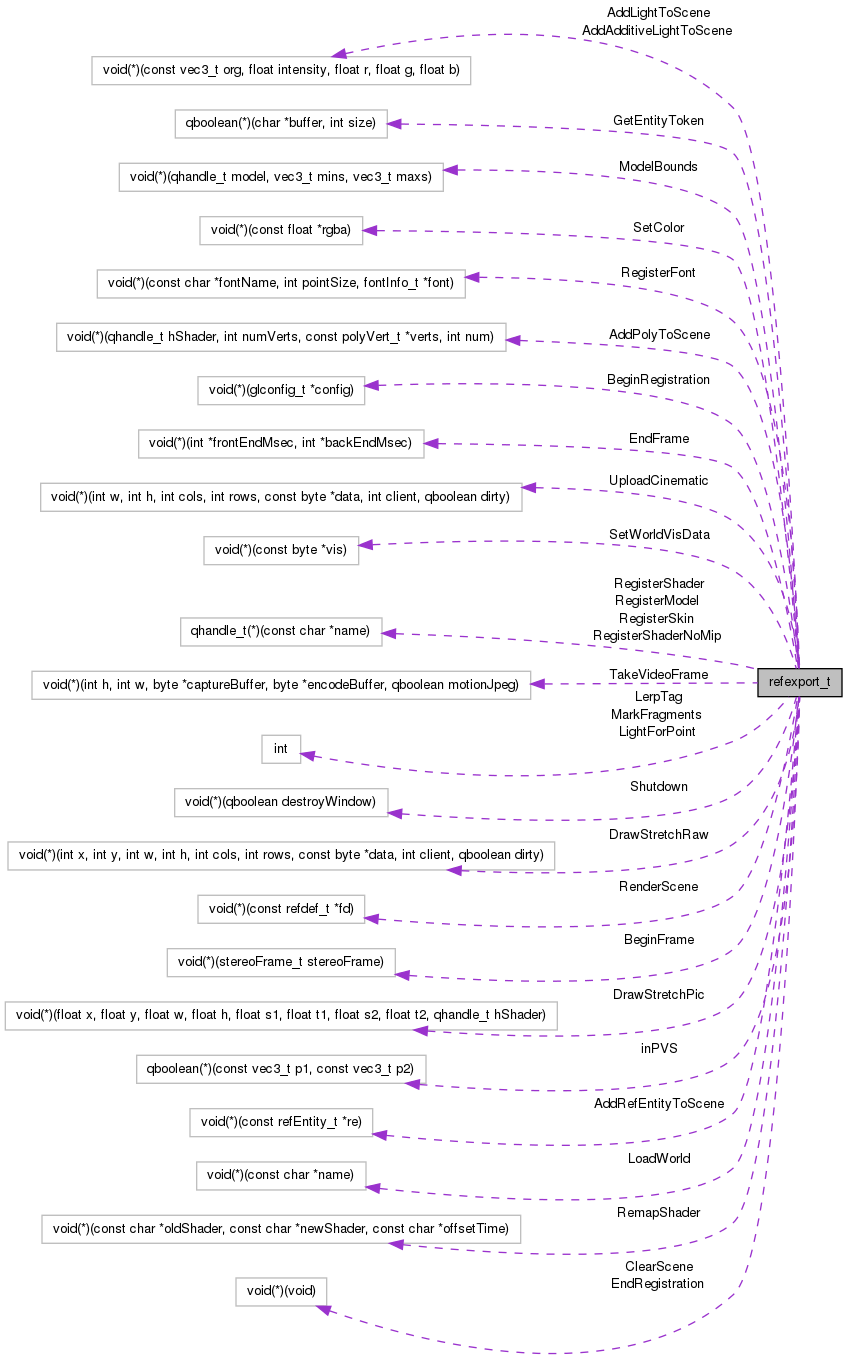 AddLightToScene
AddAdditiveLightToScene
void(*)(const vec3_t org, float intensity, float r, float g, float b)
GetEntityToken
qboolean(*)(char *buffer, int size)
ModelBounds
void(*)(qhandle_t model, vec3_t mins, vec3_t maxs)
SetColor
void(*)(const float *rgba)
RegisterFont
void(*)(const char *fontName, int pointSize, fontInfo_t *font)
AddPolyToScene
void(*)(qhandle_t hShader, int numVerts, const polyVert_t *verts, int num)
BeginRegistration
void(*)(glconfig_t *config)
EndFrame
void(*)(int *frontEndMsec, int *backEndMsec)
UploadCinematic
void(*)(int w, int h, int cols, int rows, const byte *data, int client, qboolean dirty)
SetWorldVisData
void(*)(const byte *vis)
RegisterShader
RegisterModel
RegisterSkin
RegisterShaderNoMip
qhandle_t(*)(const char *name)
TakeVideoFrame
void(*)(int h, int w, byte *captureBuffer, byte *encodeBuffer, qboolean motionJpeg)
refexport_t
LerpTag
MarkFragments
LightForPoint
int
Shutdown
void(*)(qboolean destroyWindow)
DrawStretchRaw
void(*)(int x, int y, int w, int h, int cols, int rows, const byte *data, int client, qboolean dirty)
RenderScene
void(*)(const refdef_t *fd)
BeginFrame
void(*)(stereoFrame_t stereoFrame)
DrawStretchPic
void(*)(float x, float y, float w, float h, float s1, float t1, float s2, float t2, qhandle_t hShader)
inPVS
qboolean(*)(const vec3_t p1, const vec3_t p2)
AddRefEntityToScene
void(*)(const refEntity_t *re)
LoadWorld
void(*)(const char *name)
RemapShader
void(*)(const char *oldShader, const char *newShader, const char *offsetTime)
ClearScene
EndRegistration
void(*)(void)